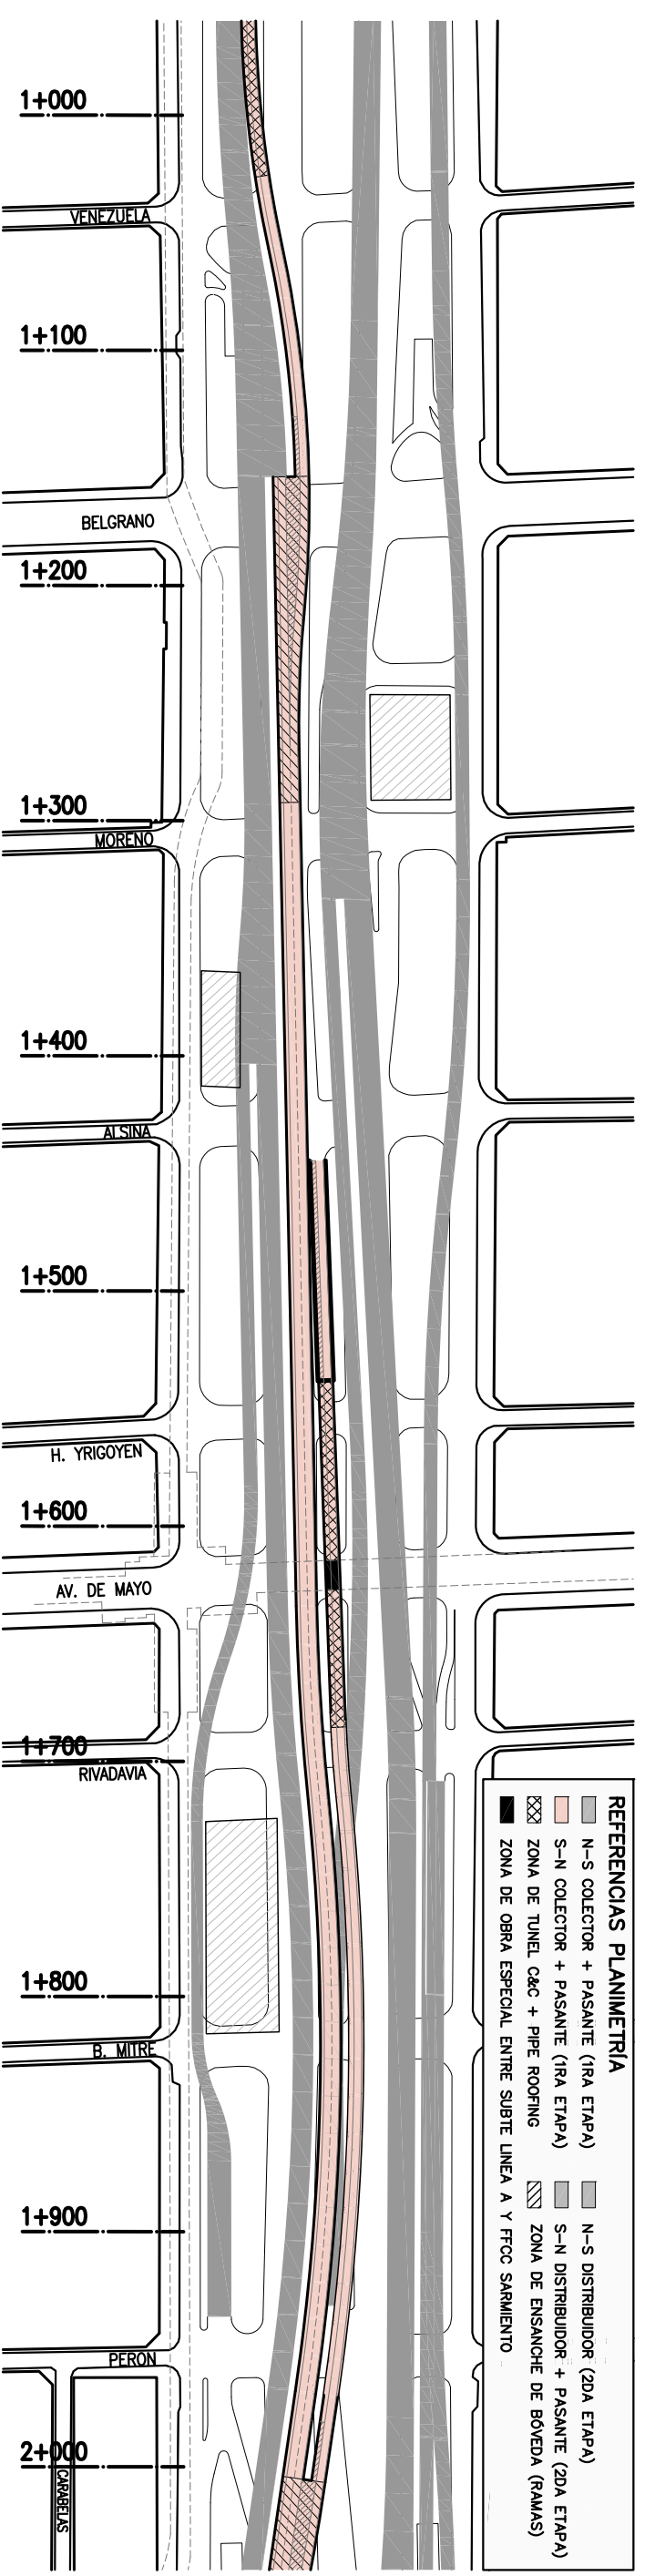 1+000
VENEZUELA
1+100
BELGRANO
1+200
1+300
MORENO
1+400
ALSINA
1+500
H. YRIGOYEN
1+600
AV. DE MAYO
1+700
RIVADAVIA
1+800
B. MITRE
1+900
PERON
2+000
CARABELAS
REFERENCIAS PLANIMETRÍA
N-S COLECTOR + PASANTE (1RA ETAPA)
N-S DISTRIBUIDOR (2DA ETAPA)
S-N COLECTOR + PASANTE (1RA ETAPA)
S-N DISTRIBUIDOR + PASANTE (2DA ETAPA)
ZONA DE TUNEL C&C + PIPE ROOFING
ZONA DE ENSANCHE DE BÓVEDA (RAMAS)
ZONA DE OBRA ESPECIAL ENTRE SUBTE LINEA A Y FFCC SARMIENTO